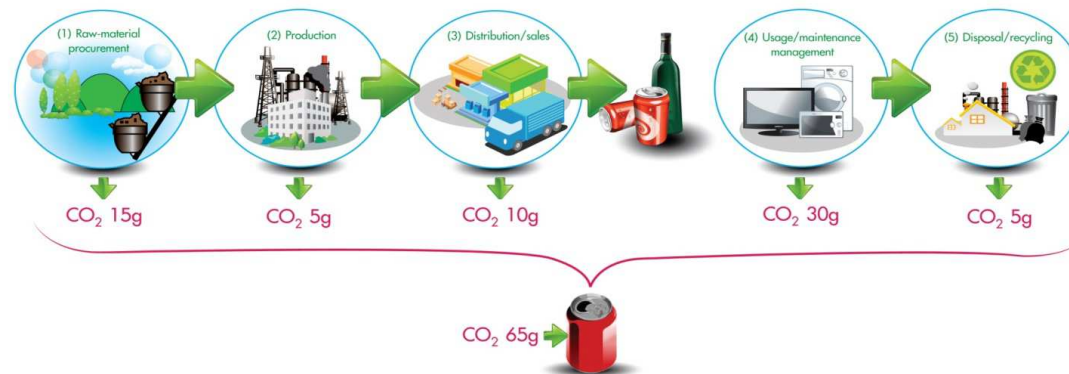 (1) Raw-material
procurement
(2) Production
(3) Distribution/sales
(4) Usage/maintenance
management
(5) Disposal/recycling
CO₂ 15g
CO₂ 5g
CO₂ 10g
CO₂ 30g
CO₂ 5g
CO₂ 65g